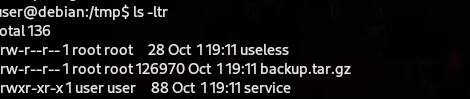 user@debian:/tmp$ ls -ltr
total 136
rw-r--r-- 1 root root 28 Oct 1 19:11 useless
rw-r--r-- 1 root root 126970 Oct 1 19:11 backup.tar.gz
rwxr-xr-x 1 user user 88 Oct 1 19:11 service